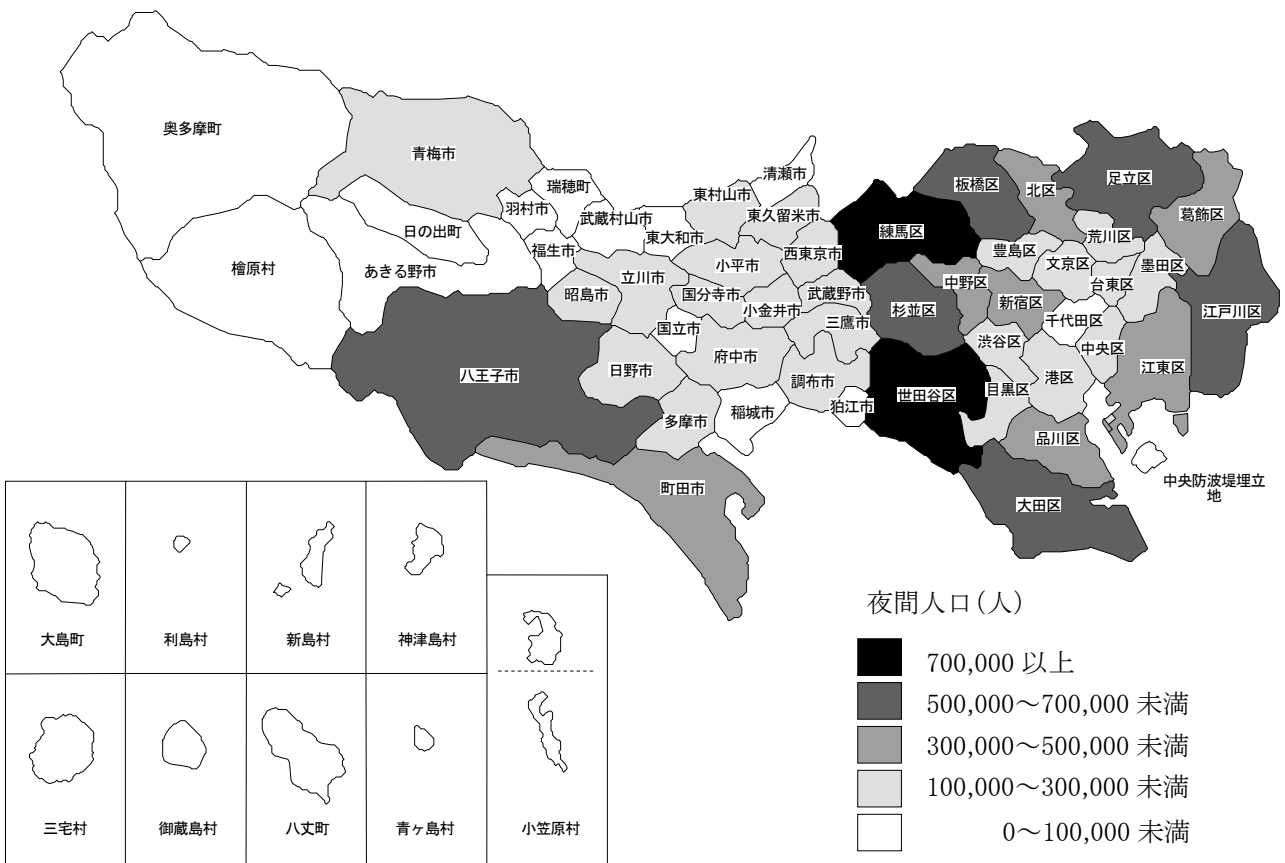 奥多摩町
青梅市
瑞穂町
羽村市
日の出町
檜原村
あきる野市
福生市
武蔵村山市
東大和市
東村山市
清瀬市
東久留米市
西東京市
小平市
立川市
昭島市
国分寺市
小金井市
武蔵野市
三鷹市
国立市
府中市
日野市
八王子市
調布市
狛江市
稲城市
多摩市
町田市
練馬区
板橋区
北区
足立区
葛飾区
荒川区
豊島区
文京区
台東区
墨田区
江戸川区
中野区
杉並区
新宿区
千代田区
渋谷区
中央区
江東区
港区
目黒区
世田谷区
品川区
大田区
中央防波堤埋立
地
大島町
利島村
新島村
神津島村
三宅村
御蔵島村
八丈町
青ヶ島村
小笠原村
夜間人口(人)
700,000 以上
500,000～700,000 未満
300,000～500,000 未満
100,000～300,000 未満
0～100,000 未満